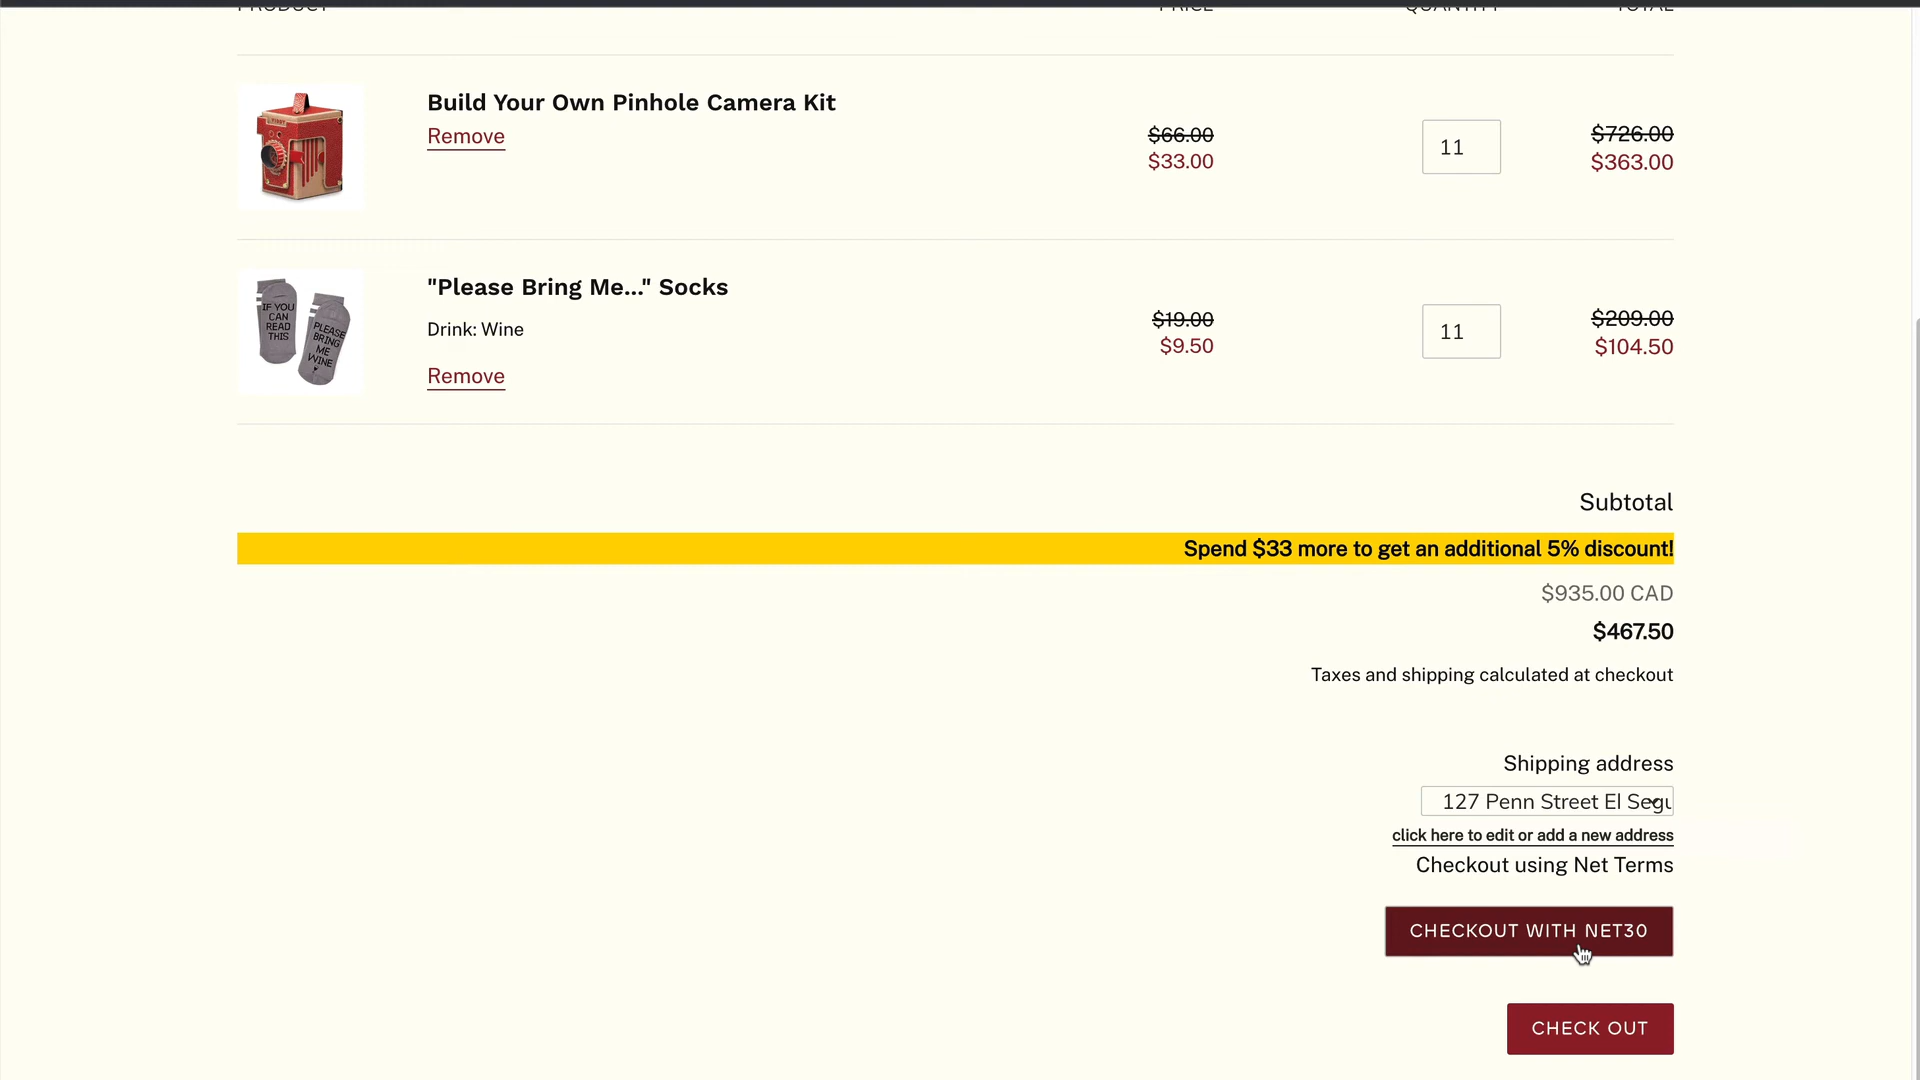 PRODUCT PRICE QUANTITY TOTAL
Build Your Own Pinhole Camera Kit
Remove
$66.00
$33.00
11
$726.00
$363.00
IF YOU
CAN
READ
THIS
PLEASE
BRING
ME
WINE
"Please Bring Me..." Socks
Drink: Wine
Remove
$19.00
$9.50
11
$209.00
$104.50
Subtotal
Spend $33 more to get an additional 5% discount!
$935.00 CAD
$467.50
Taxes and shipping calculated at checkout
Shipping address
127 Penn Street El Segu
click here to edit or add a new address
Checkout using Net Terms
CHECKOUT WITH NET30
CHECK OUT